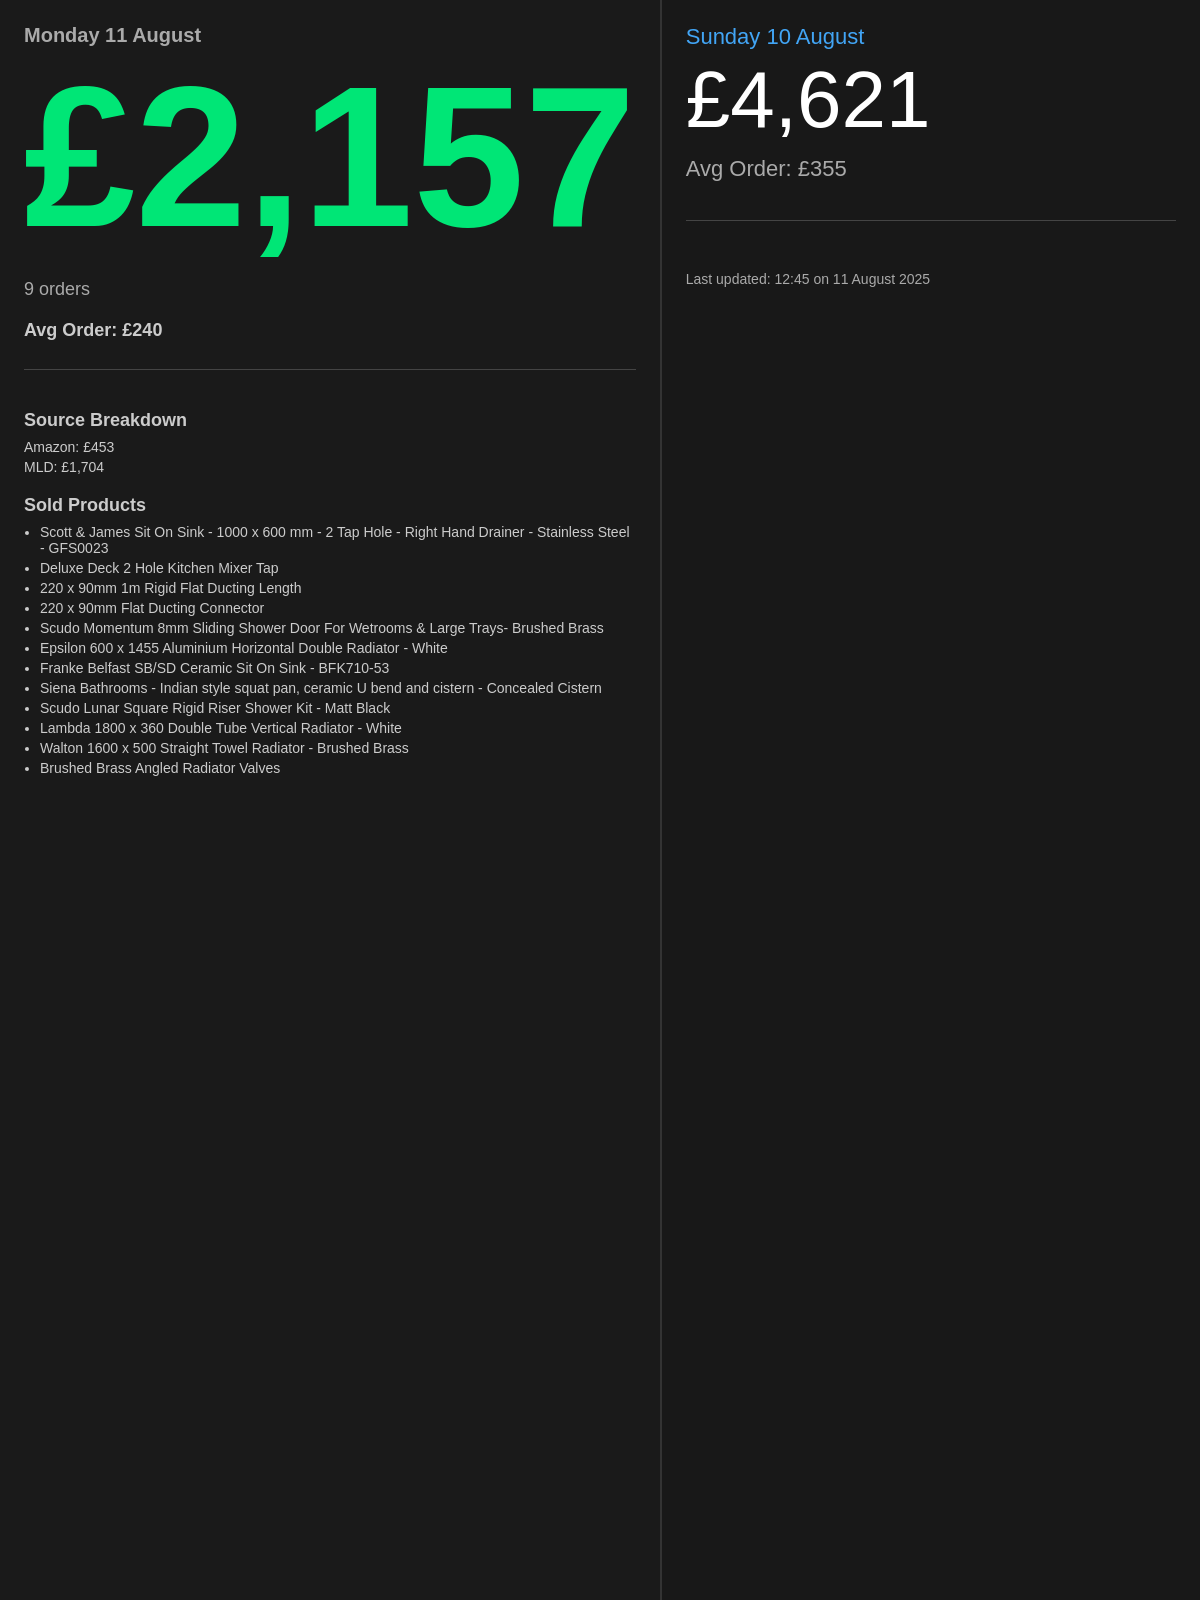 Monday 11 August
£2,157
9 orders
Avg Order: £240
Source Breakdown
Amazon: £453
MLD: £1,704
Sold Products
• Scott & James Sit On Sink - 1000 x 600 mm - 2 Tap Hole - Right Hand Drainer - Stainless Steel
- GFS0023
• Deluxe Deck 2 Hole Kitchen Mixer Tap
• 220 x 90mm 1m Rigid Flat Ducting Length
• 220 x 90mm Flat Ducting Connector
• Scudo Momentum 8mm Sliding Shower Door For Wetrooms & Large Trays- Brushed Brass
• Epsilon 600 x 1455 Aluminium Horizontal Double Radiator - White
• Franke Belfast SB/SD Ceramic Sit On Sink - BFK710-53
• Siena Bathrooms - Indian style squat pan, ceramic U bend and cistern - Concealed Cistern
• Scudo Lunar Square Rigid Riser Shower Kit - Matt Black
• Lambda 1800 x 360 Double Tube Vertical Radiator - White
• Walton 1600 x 500 Straight Towel Radiator - Brushed Brass
• Brushed Brass Angled Radiator Valves
Sunday 10 August
£4,621
Avg Order: £355
Last updated: 12:45 on 11 August 2025